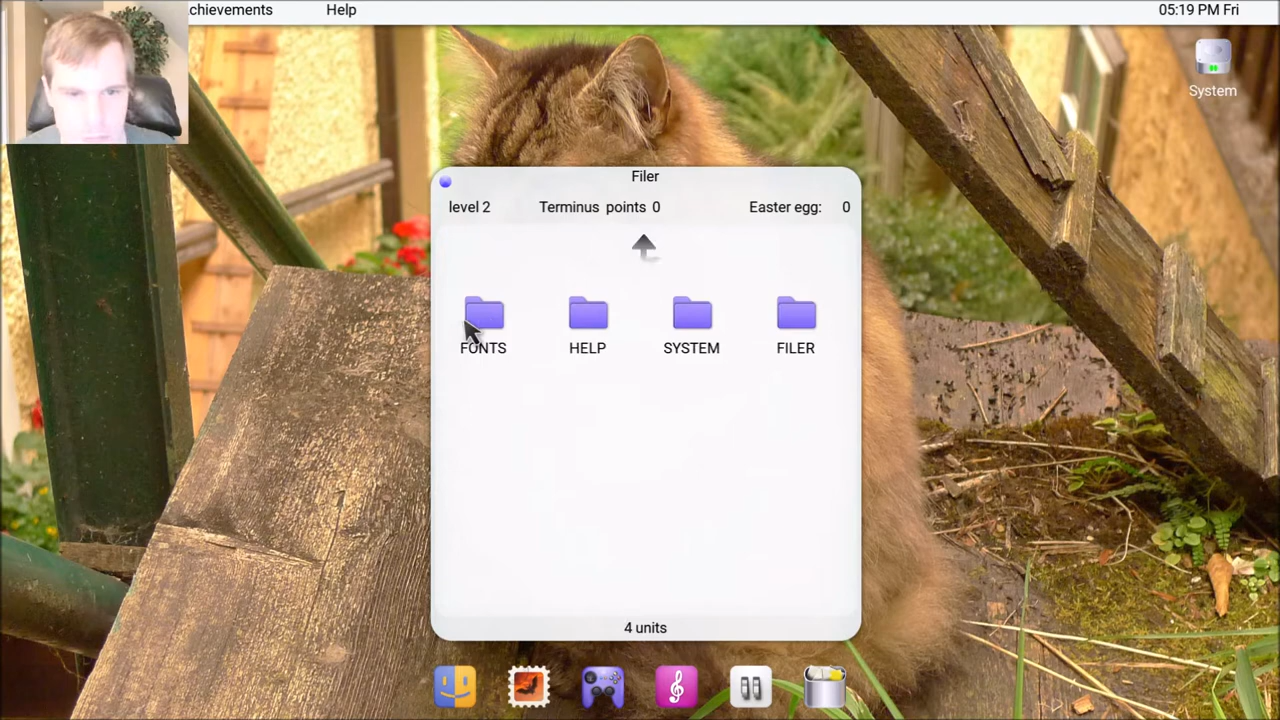 chievements Help 05:19 PM Fri
System
Filer
level 2 Terminus points 0 Easter egg: 0
FONTS HELP SYSTEM FILER
4 units